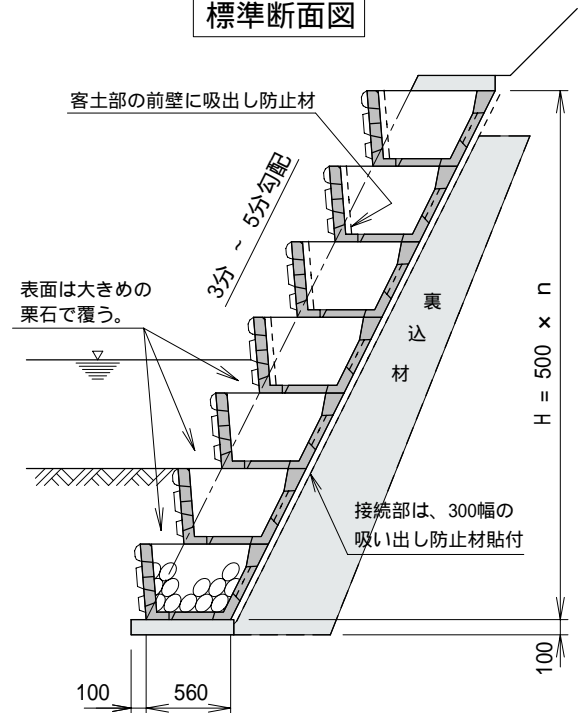 標準断面図
客土部の前壁に吸出し防止材
3分 ~ 5分勾配
表面は大きめの
栗石で覆う。
裏
込
材
H = 500 × n
接続部は、300幅の
吸い出し防止材貼付
100
100
560